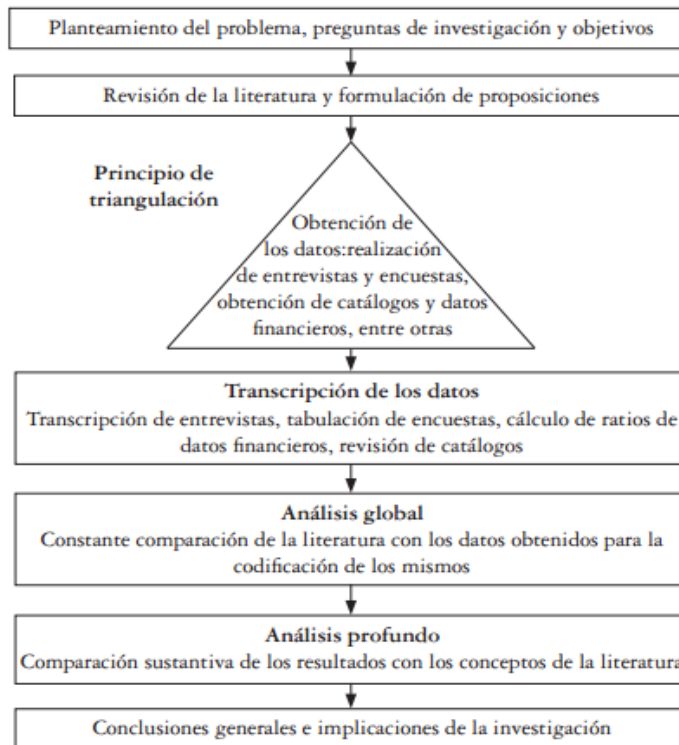 Planteamiento del problema, preguntas de investigación y objetivos
Revisión de la literatura y formulación de proposiciones
Principio de
triangulación
Obtención de
los datos:realización
de entrevistas y encuestas,
obtención de catálogos y datos
financieros, entre otras
Transcripción de los datos
Transcripción de entrevistas, tabulación de encuestas, cálculo de ratios de
datos financieros, revisión de catálogos
Análisis global
Constante comparación de la literatura con los datos obtenidos para la
codificación de los mismos
Análisis profundo
Comparación sustantiva de los resultados con los conceptos de la literatura
Conclusiones generales e implicaciones de la investigación